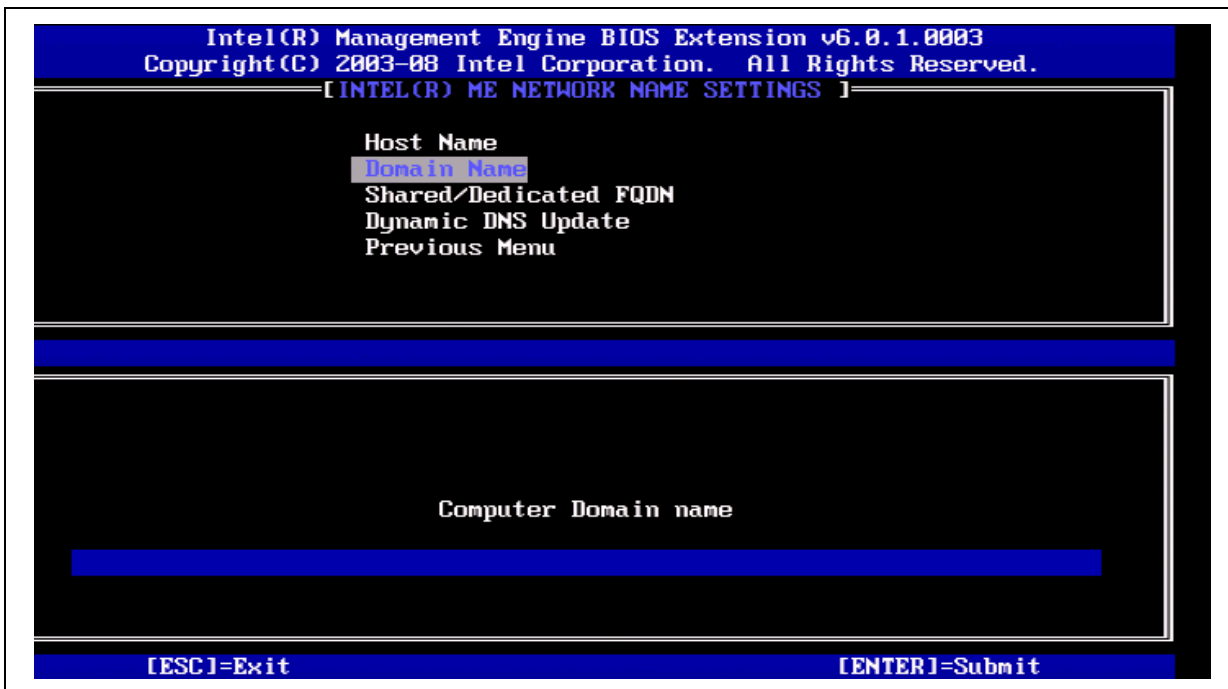 Intel(R) Management Engine BIOS Extension v6.0.1.0003
Copyright(C) 2003-08 Intel Corporation. All Rights Reserved.
[INTEL(R) ME NETWORK NAME SETTINGS ]
Host Name
Domain Name
Shared/Dedicated FQDN
Dynamic DNS Update
Previous Menu
Computer Domain name
[ESC]=Exit [ENTER]=Submit